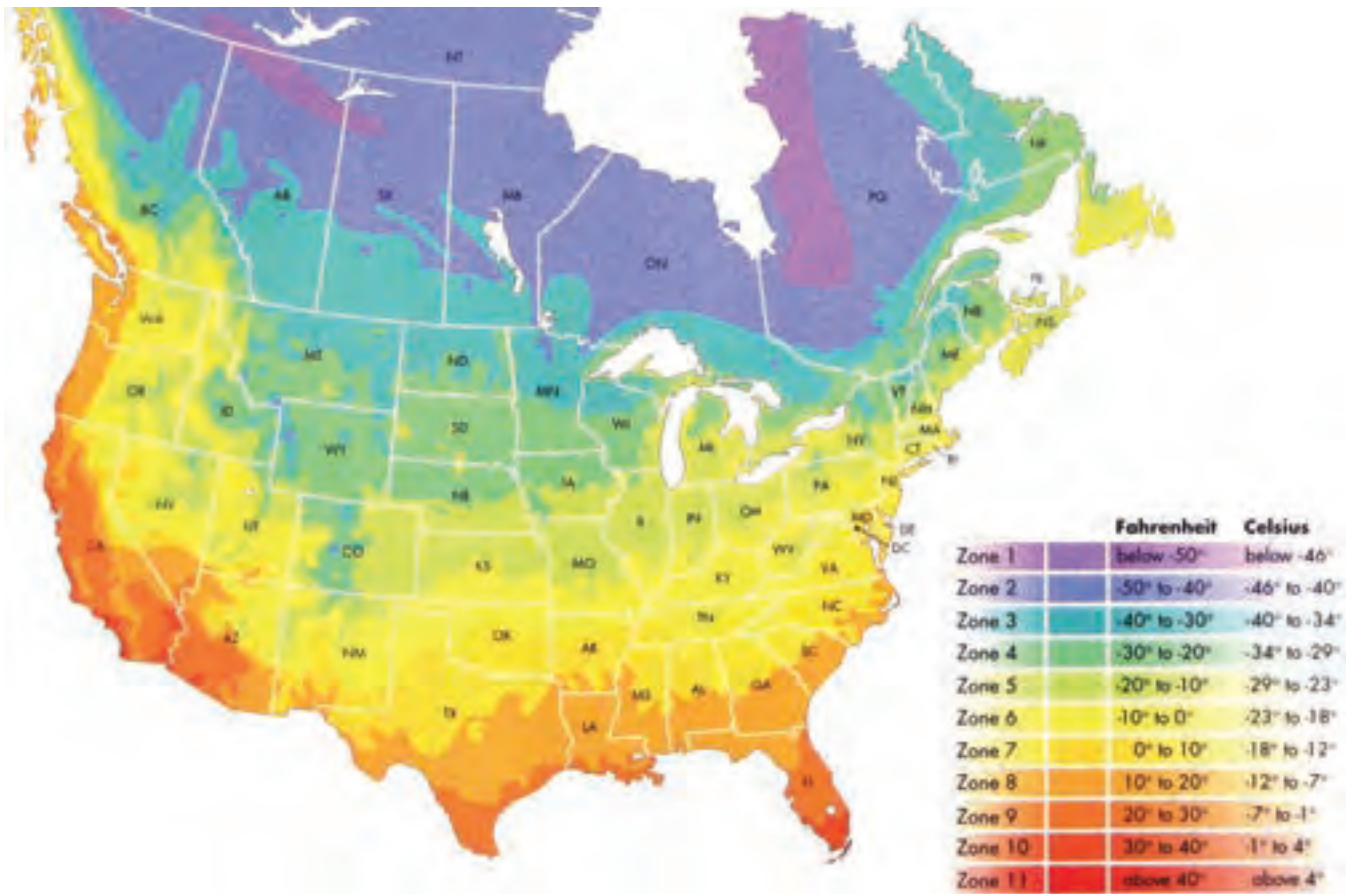 NT
BC
AB
SK
MB
ON
PQ
NF
PE
NB
NS
WA
MT
ND
MN
ME
VT
NH
OR
ID
WY
SD
WI
MI
NY
MA
CT
RI
NV
UT
CO
NE
IA
IL
IN
OH
PA
NJ
CA
KS
MO
WV
MD
DE
DC
KY
VA
AZ
NM
OK
AR
TN
NC
SC
TX
LA
MS
AL
GA
FL
Fahrenheit Celsius
Zone 1 below -50° below -46°
Zone 2 -50° to -40° -46° to -40°
Zone 3 -40° to -30° -40° to -34°
Zone 4 -30° to -20° -34° to -29°
Zone 5 -20° to -10° -29° to -23°
Zone 6 -10° to 0° -23° to -18°
Zone 7 0° to 10° -18° to -12°
Zone 8 10° to 20° -12° to -7°
Zone 9 20° to 30° -7° to -1°
Zone 10 30° to 40° -1° to 4°
Zone 11 above 40° above 4°